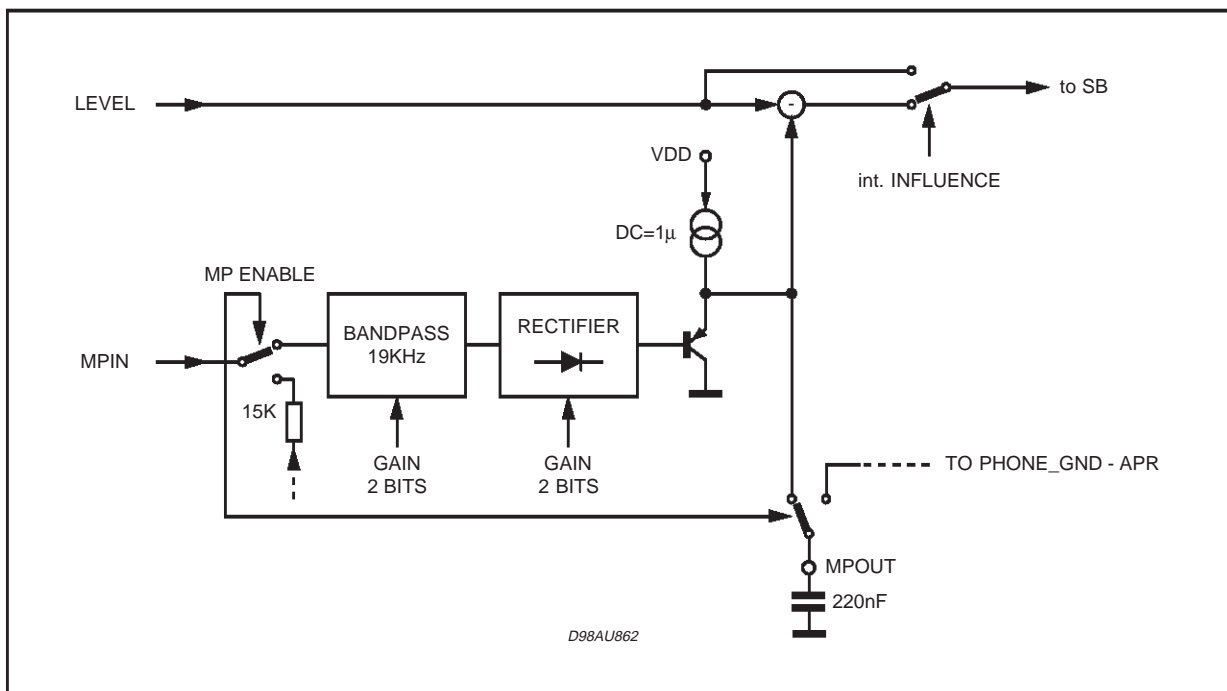 LEVEL
-
to SB
VDD
int. INFLUENCE
DC=1μ
MP ENABLE
BANDPASS
19KHz
RECTIFIER
MPIN
15K
GAIN
2 BITS
GAIN
2 BITS
TO PHONE_GND - APR
MPOUT
220nF
D98AU862